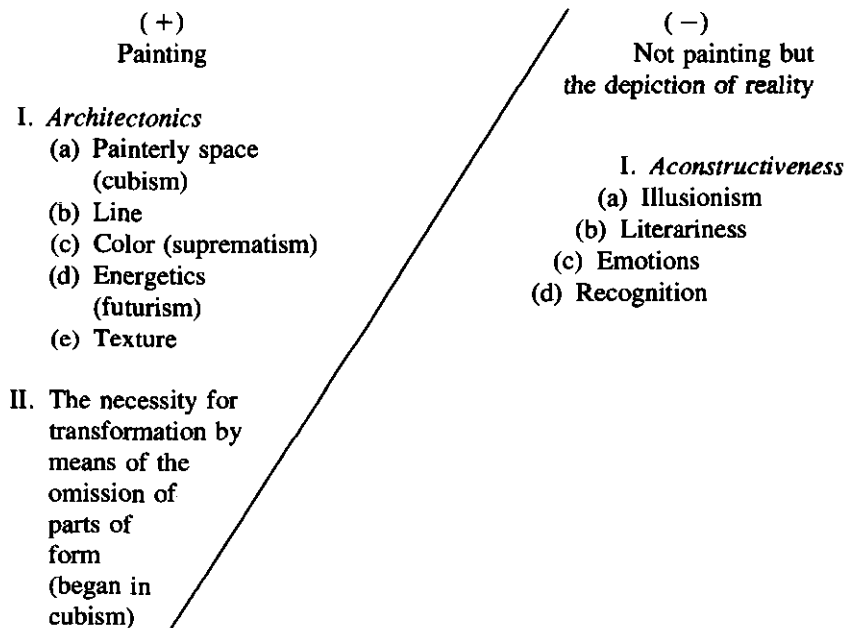 (+)
Painting
I. Architectonics
(a) Painterly space
(cubism)
(b) Line
(c) Color (suprematism)
(d) Energetics
(futurism)
(e) Texture
II. The necessity for
transformation by
means of the
omission of
parts of
form
(began in
cubism)
(−)
Not painting but
the depiction of reality
I. Aconstructiveness
(a) Illusionism
(b) Literariness
(c) Emotions
(d) Recognition